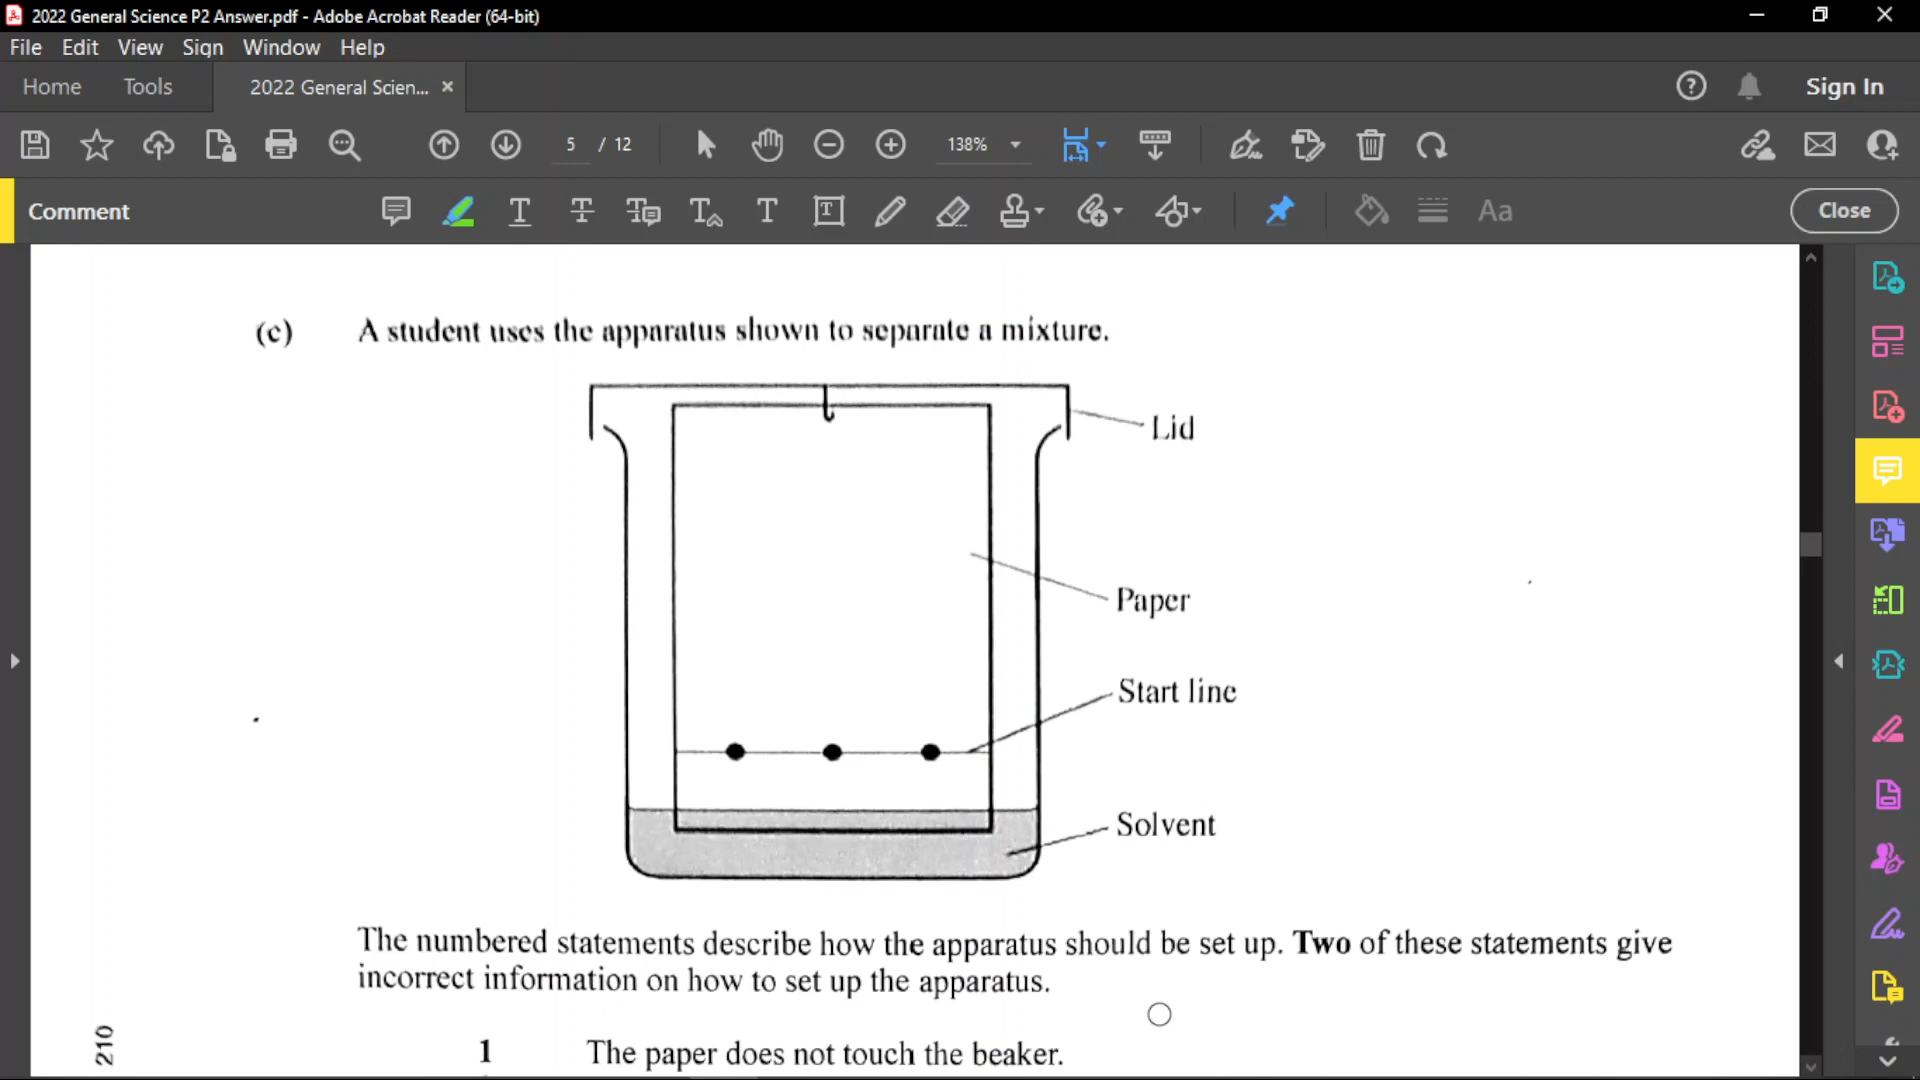 2022 General Science P2 Answer.pdf - Adobe Acrobat Reader (64-bit)
File Edit View Sign Window Help
Home Tools 2022 General Scien... ×
Sign In
5 / 12 138%
Comment
Aa
Close
(c) A student uses the apparatus shown to separate a mixture.
Lid
Paper
Start line
Solvent
The numbered statements describe how the apparatus should be set up. Two of these statements give
incorrect information on how to set up the apparatus.
210
1 The paper does not touch the beaker.